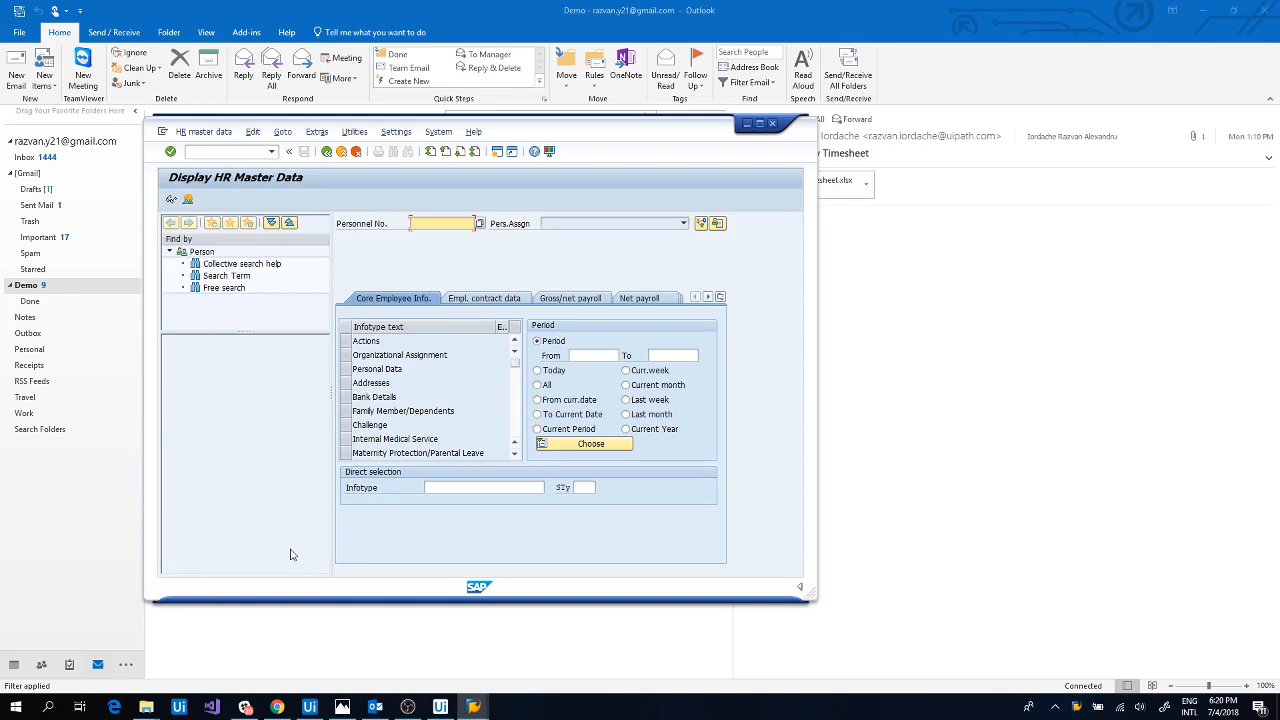 Demo - razvan.y21@gmail.com - Outlook
File Home Send / Receive Folder View Add-ins Help Tell me what you want to do
New Email
New Items
New Meeting
TeamViewer
Ignore
Clean Up
Junk
Delete
Archive
Reply
Reply All
Forward
Meeting
More
Done
Team Email
Create New
To Manager
Reply & Delete
Move
Rules
OneNote
Unread/ Read
Follow Up
Search People
Address Book
Filter Email
Read Aloud
Send/Receive All Folders
New
Delete
Respond
Quick Steps
Move
Tags
Find
Speech
Send/Receive
Drag Your Favorite Folders Here
razvan.y21@gmail.com
Inbox 1444
[Gmail]
Drafts [1]
Sent Mail 1
Trash
Important 17
Spam
Starred
Demo 9
Done
Notes
Outbox
Personal
Receipts
RSS Feeds
Travel
Work
Search Folders
All Forward
Iordache <razvan.iordache@uipath.com>
Iordache Razvan Alexandru
1 Mon 1:10 PM
y Timesheet
esheet.xlsx
HR master data Edit Goto Extras Utilities Settings System Help
Display HR Master Data
Find by
Person
Collective search help
Search Term
Free search
Personnel No. Pers.Assgn
Core Employee Info. Empl. contract data Gross/net payroll Net payroll
Infotype text E..
Actions
Organizational Assignment
Personal Data
Addresses
Bank Details
Family Member/Dependents
Challenge
Internal Medical Service
Maternity Protection/Parental Leave
Period
Period
From To
Today Curr.week
All Current month
From curr.date Last week
To Current Date Last month
Current Period Current Year
Choose
Direct selection
Infotype STy
SAP
Filter applied
Connected
100%
ENG
INTL
6:20 PM
7/4/2018